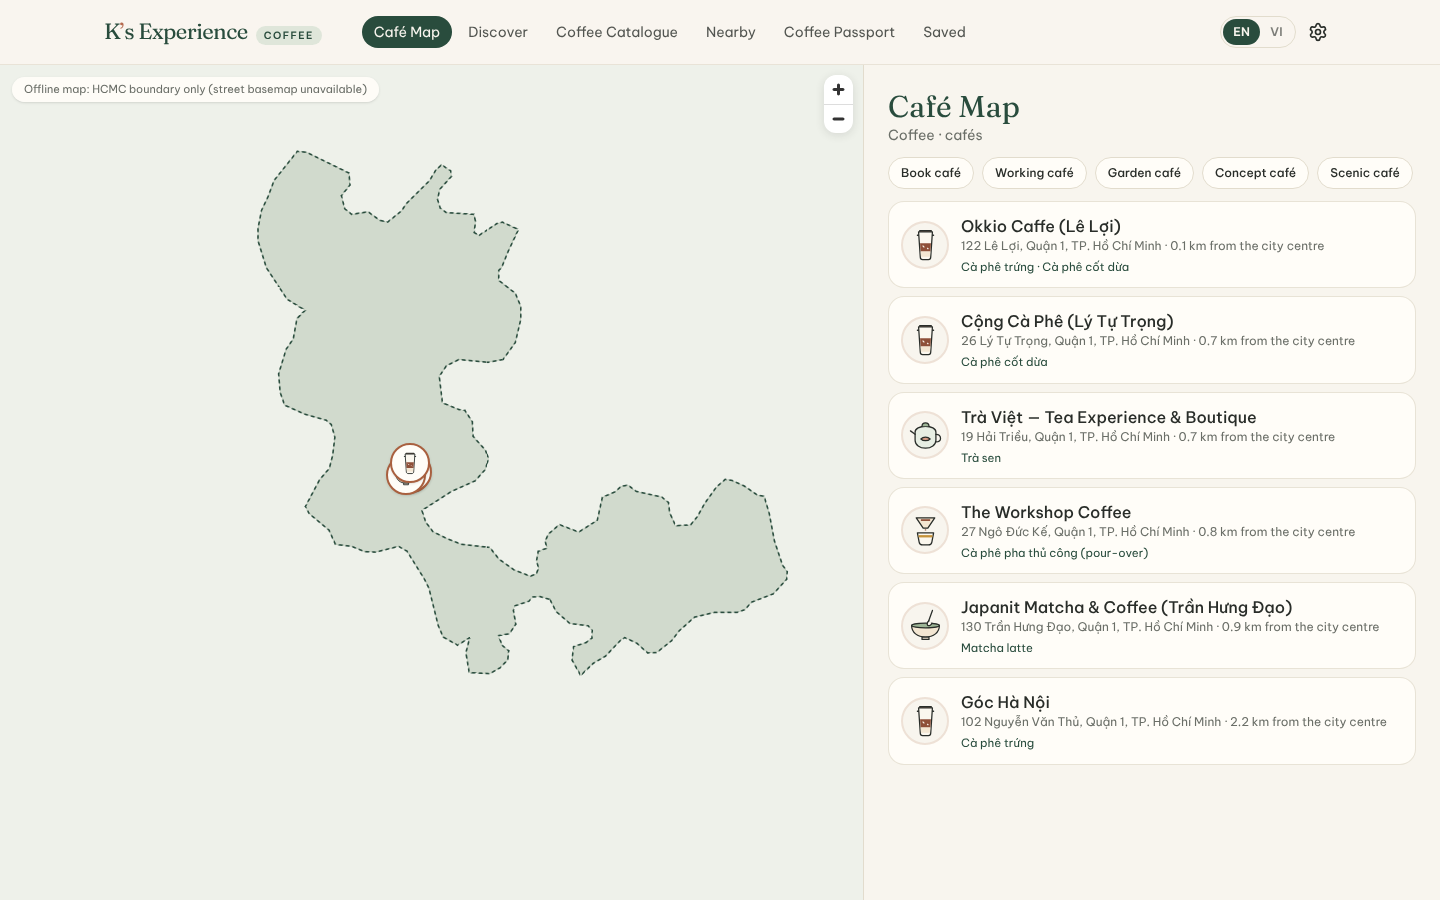 K's Experience COFFEE
Café Map
Discover
Coffee Catalogue
Nearby
Coffee Passport
Saved
EN
VI
Offline map: HCMC boundary only (street basemap unavailable)
+
−
Café Map
Coffee · cafés
Book café
Working café
Garden café
Concept café
Scenic café
Okkio Caffe (Lê Lợi)
122 Lê Lợi, Quận 1, TP. Hồ Chí Minh · 0.1 km from the city centre
Cà phê trứng · Cà phê cốt dừa
Cộng Cà Phê (Lý Tự Trọng)
26 Lý Tự Trọng, Quận 1, TP. Hồ Chí Minh · 0.7 km from the city centre
Cà phê cốt dừa
Trà Việt — Tea Experience & Boutique
19 Hải Triều, Quận 1, TP. Hồ Chí Minh · 0.7 km from the city centre
Trà sen
The Workshop Coffee
27 Ngô Đức Kế, Quận 1, TP. Hồ Chí Minh · 0.8 km from the city centre
Cà phê pha thủ công (pour-over)
Japanit Matcha & Coffee (Trần Hưng Đạo)
130 Trần Hưng Đạo, Quận 1, TP. Hồ Chí Minh · 0.9 km from the city centre
Matcha latte
Góc Hà Nội
102 Nguyễn Văn Thủ, Quận 1, TP. Hồ Chí Minh · 2.2 km from the city centre
Cà phê trứng